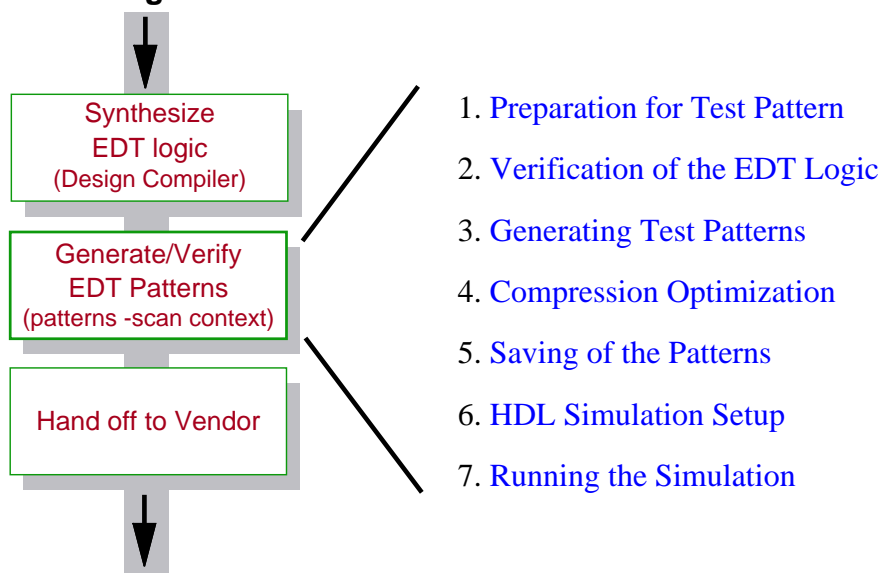 Synthesize
EDT logic
(Design Compiler)
Generate/Verify
EDT Patterns
(patterns -scan context)
Hand off to Vendor
1. Preparation for Test Pattern
2. Verification of the EDT Logic
3. Generating Test Patterns
4. Compression Optimization
5. Saving of the Patterns
6. HDL Simulation Setup
7. Running the Simulation